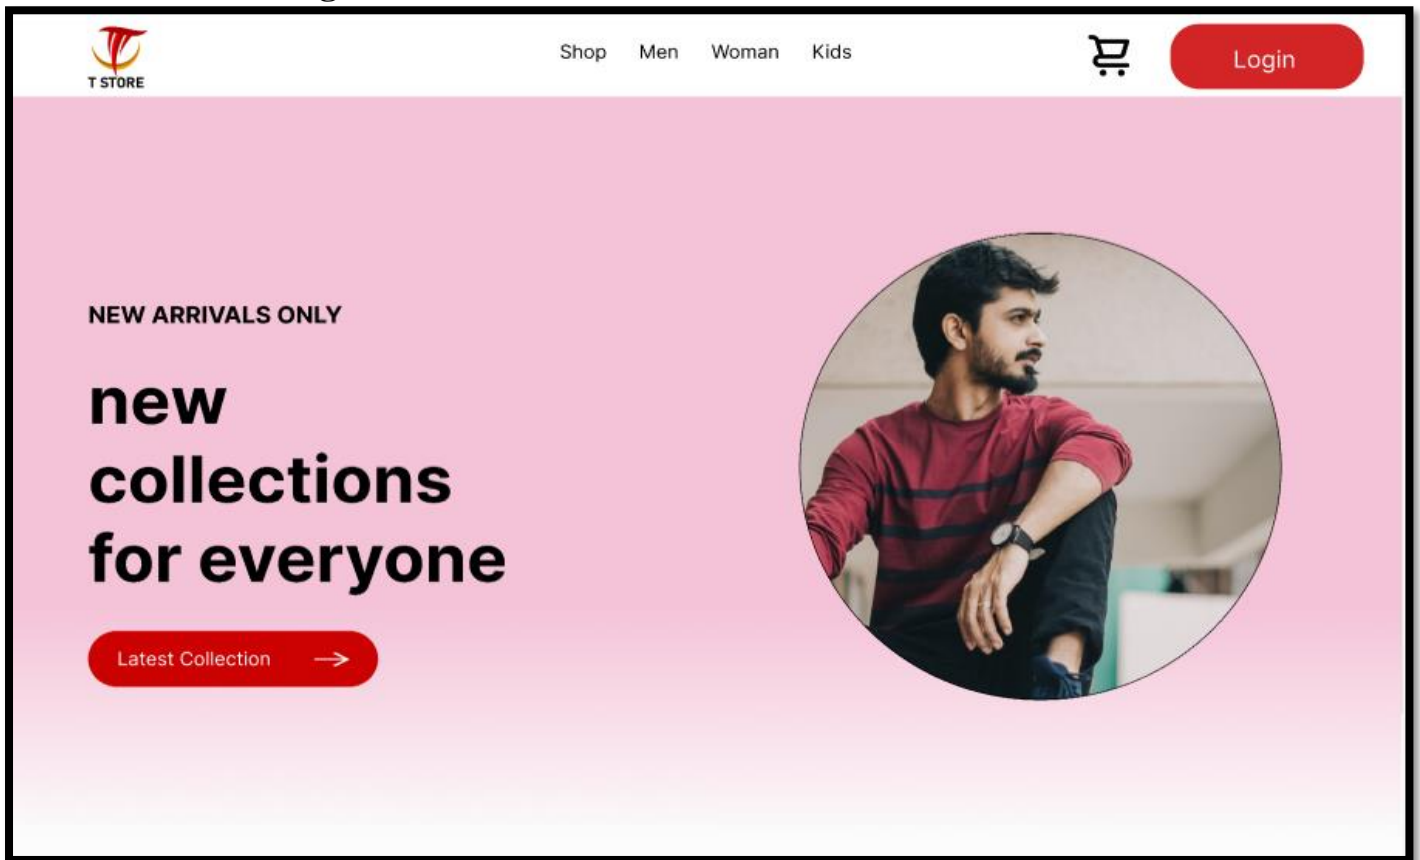 T STORE
Shop Men Woman Kids
Login
NEW ARRIVALS ONLY
new
collections
for everyone
Latest Collection